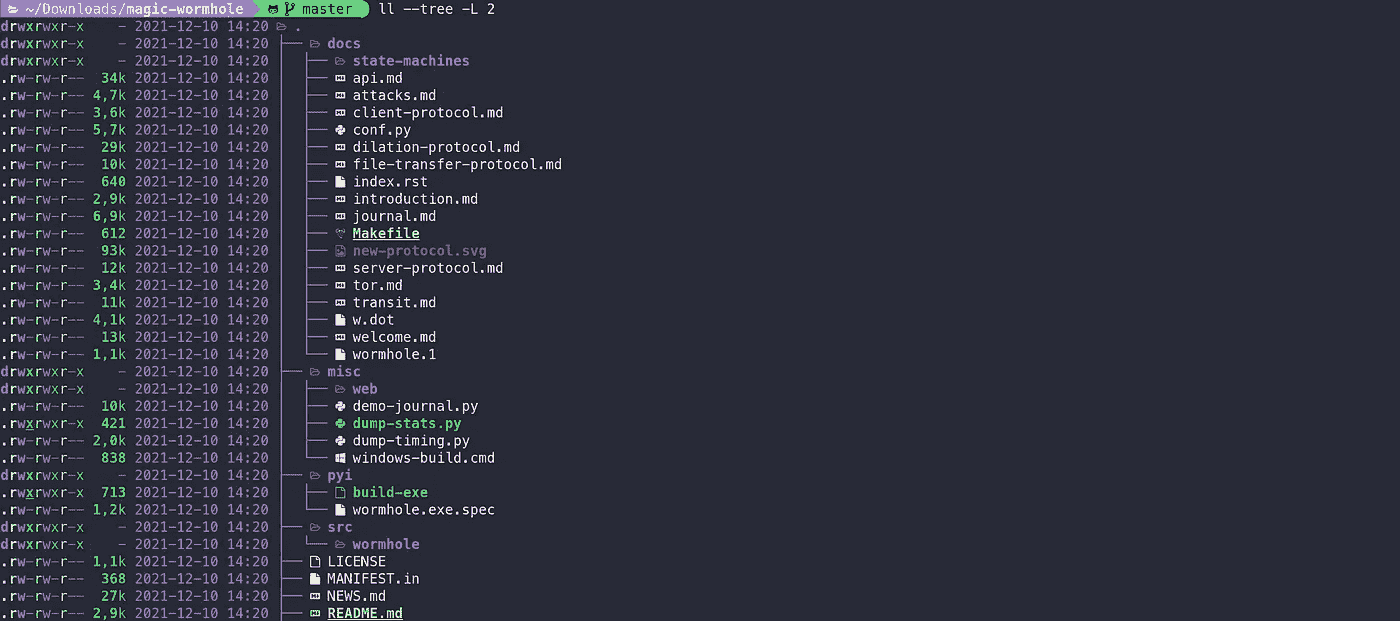 ~/Downloads/magic-wormhole master ll --tree -L 2
drwxrwxr-x - 2021-12-10 14:20 .
drwxrwxr-x - 2021-12-10 14:20 ├── docs
drwxrwxr-x - 2021-12-10 14:20 │ ├── state-machines
.rw-rw-r-- 34k 2021-12-10 14:20 │ ├── api.md
.rw-rw-r-- 4,7k 2021-12-10 14:20 │ ├── attacks.md
.rw-rw-r-- 3,6k 2021-12-10 14:20 │ ├── client-protocol.md
.rw-rw-r-- 5,7k 2021-12-10 14:20 │ ├── conf.py
.rw-rw-r-- 29k 2021-12-10 14:20 │ ├── dilation-protocol.md
.rw-rw-r-- 10k 2021-12-10 14:20 │ ├── file-transfer-protocol.md
.rw-rw-r-- 640 2021-12-10 14:20 │ ├── index.rst
.rw-rw-r-- 2,9k 2021-12-10 14:20 │ ├── introduction.md
.rw-rw-r-- 6,9k 2021-12-10 14:20 │ ├── journal.md
.rw-rw-r-- 612 2021-12-10 14:20 │ ├── Makefile
.rw-rw-r-- 93k 2021-12-10 14:20 │ ├── new-protocol.svg
.rw-rw-r-- 12k 2021-12-10 14:20 │ ├── server-protocol.md
.rw-rw-r-- 3,4k 2021-12-10 14:20 │ ├── tor.md
.rw-rw-r-- 11k 2021-12-10 14:20 │ ├── transit.md
.rw-rw-r-- 4,1k 2021-12-10 14:20 │ ├── w.dot
.rw-rw-r-- 13k 2021-12-10 14:20 │ ├── welcome.md
.rw-rw-r-- 1,1k 2021-12-10 14:20 │ └── wormhole.1
drwxrwxr-x - 2021-12-10 14:20 ├── misc
drwxrwxr-x - 2021-12-10 14:20 │ ├── web
.rw-rw-r-- 10k 2021-12-10 14:20 │ ├── demo-journal.py
.rwxrwxr-x 421 2021-12-10 14:20 │ ├── dump-stats.py
.rw-rw-r-- 2,0k 2021-12-10 14:20 │ ├── dump-timing.py
.rw-rw-r-- 838 2021-12-10 14:20 │ └── windows-build.cmd
drwxrwxr-x - 2021-12-10 14:20 ├── pyi
.rwxrwxr-x 713 2021-12-10 14:20 │ ├── build-exe
.rw-rw-r-- 1,2k 2021-12-10 14:20 │ └── wormhole.exe.spec
drwxrwxr-x - 2021-12-10 14:20 ├── src
drwxrwxr-x - 2021-12-10 14:20 │ └── wormhole
.rw-rw-r-- 1,1k 2021-12-10 14:20 ├── LICENSE
.rw-rw-r-- 368 2021-12-10 14:20 ├── MANIFEST.in
.rw-rw-r-- 27k 2021-12-10 14:20 ├── NEWS.md
.rw-rw-r-- 2,9k 2021-12-10 14:20 ├── README.md